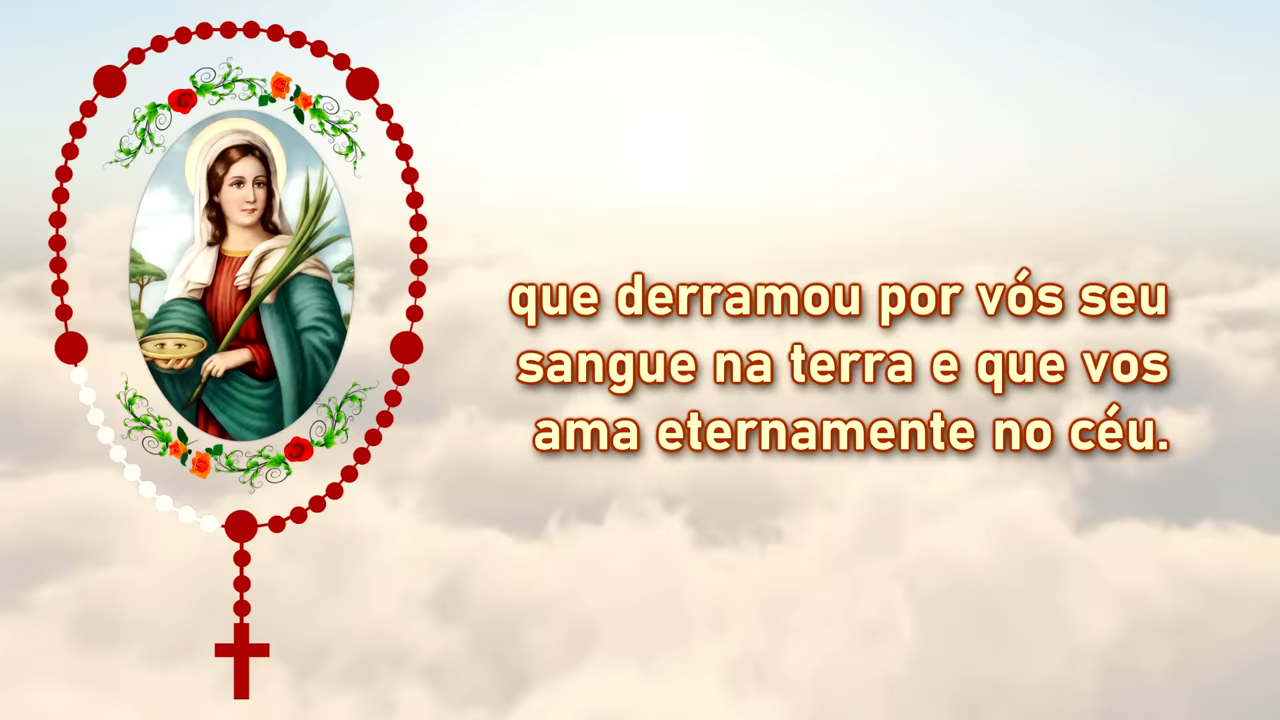 que derramou por vós seu
sangue na terra e que vos
ama eternamente no céu.